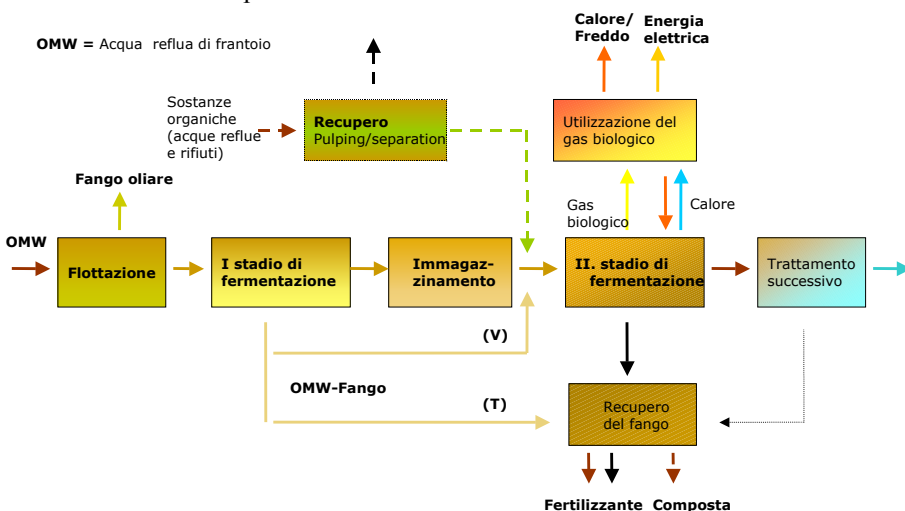 Calore/
Freddo
Energia
elettrica
OMW = Acqua reflua di frantoio
Sostanze
organiche
(acque reflue
e rifiuti)
Recupero
Pulping/separation
Utilizzazione del
gas biologico
Fango oliare
Gas
biologico
Calore
OMW
Flottazione
I stadio di
fermentazione
Immagaz-
zinamento
II. stadio di
fermentazione
Trattamento
successivo
(V)
OMW-Fango
(T)
Recupero
del fango
Fertilizzante
Composta